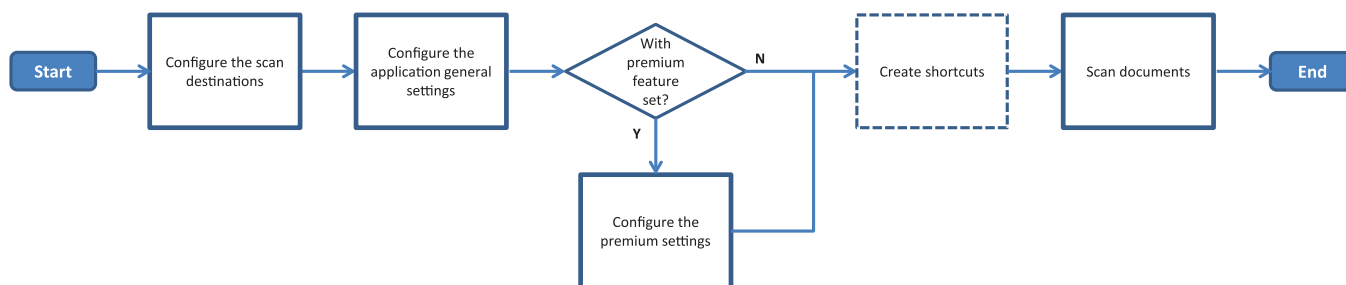 Start
Configure the scan
destinations
Configure the
application general
settings
With
premium
feature
set?
N
Y
Configure the
premium settings
Create shortcuts
Scan documents
End